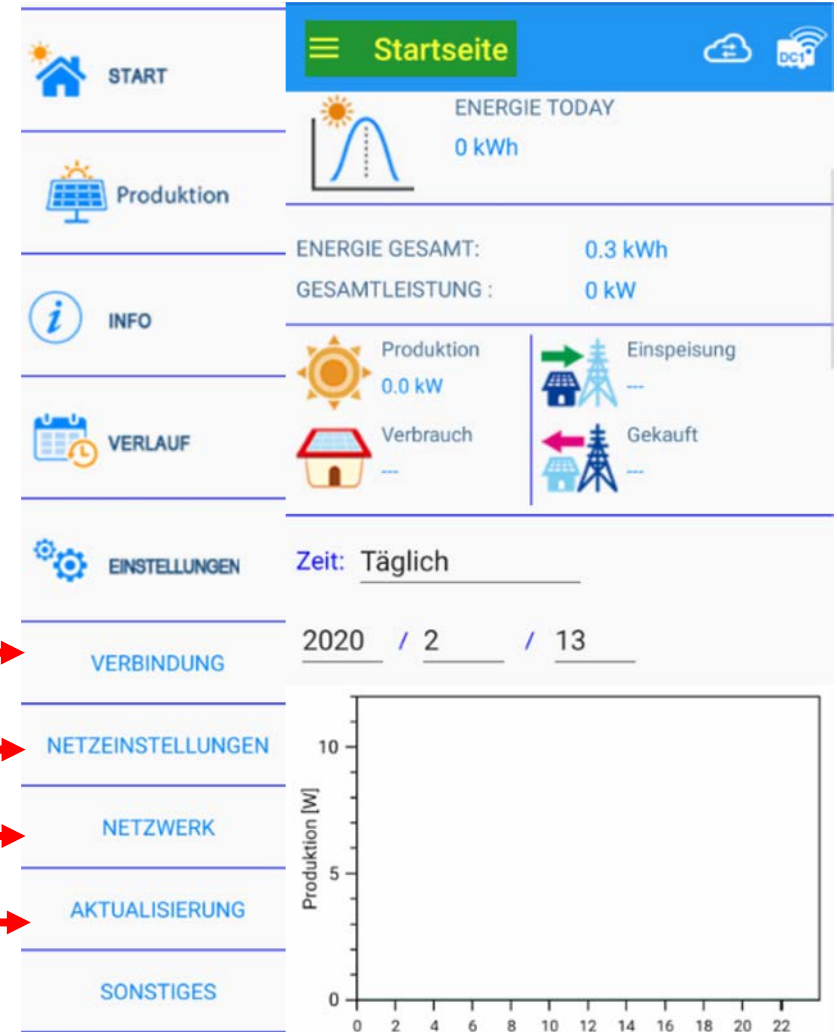 START
Produktion
INFO
VERLAUF
EINSTELLUNGEN
VERBINDUNG
NETZEINSTELLUNGEN
NETZWERK
AKTUALISIERUNG
SONSTIGES
Startseite
DC1
ENERGIE TODAY
0 kWh
ENERGIE GESAMT: 0.3 kWh
GESAMTLEISTUNG : 0 kW
Produktion
0.0 kW
Einspeisung
---
Verbrauch
---
Gekauft
---
Zeit: Täglich
2020 / 2 / 13
Produktion [W]
10
5
0
0 2 4 6 8 10 12 14 16 18 20 22